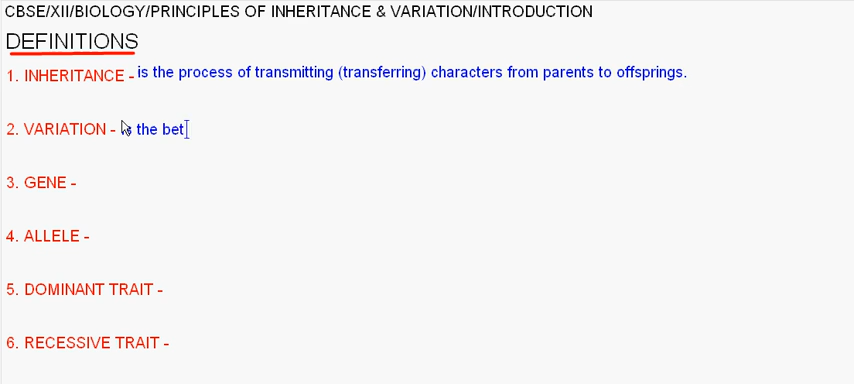 CBSE/XII/BIOLOGY/PRINCIPLES OF INHERITANCE & VARIATION/INTRODUCTION
DEFINITIONS
1. INHERITANCE - is the process of transmitting (transferring) characters from parents to offsprings.
2. VARIATION - is the bet
3. GENE -
4. ALLELE -
5. DOMINANT TRAIT -
6. RECESSIVE TRAIT -